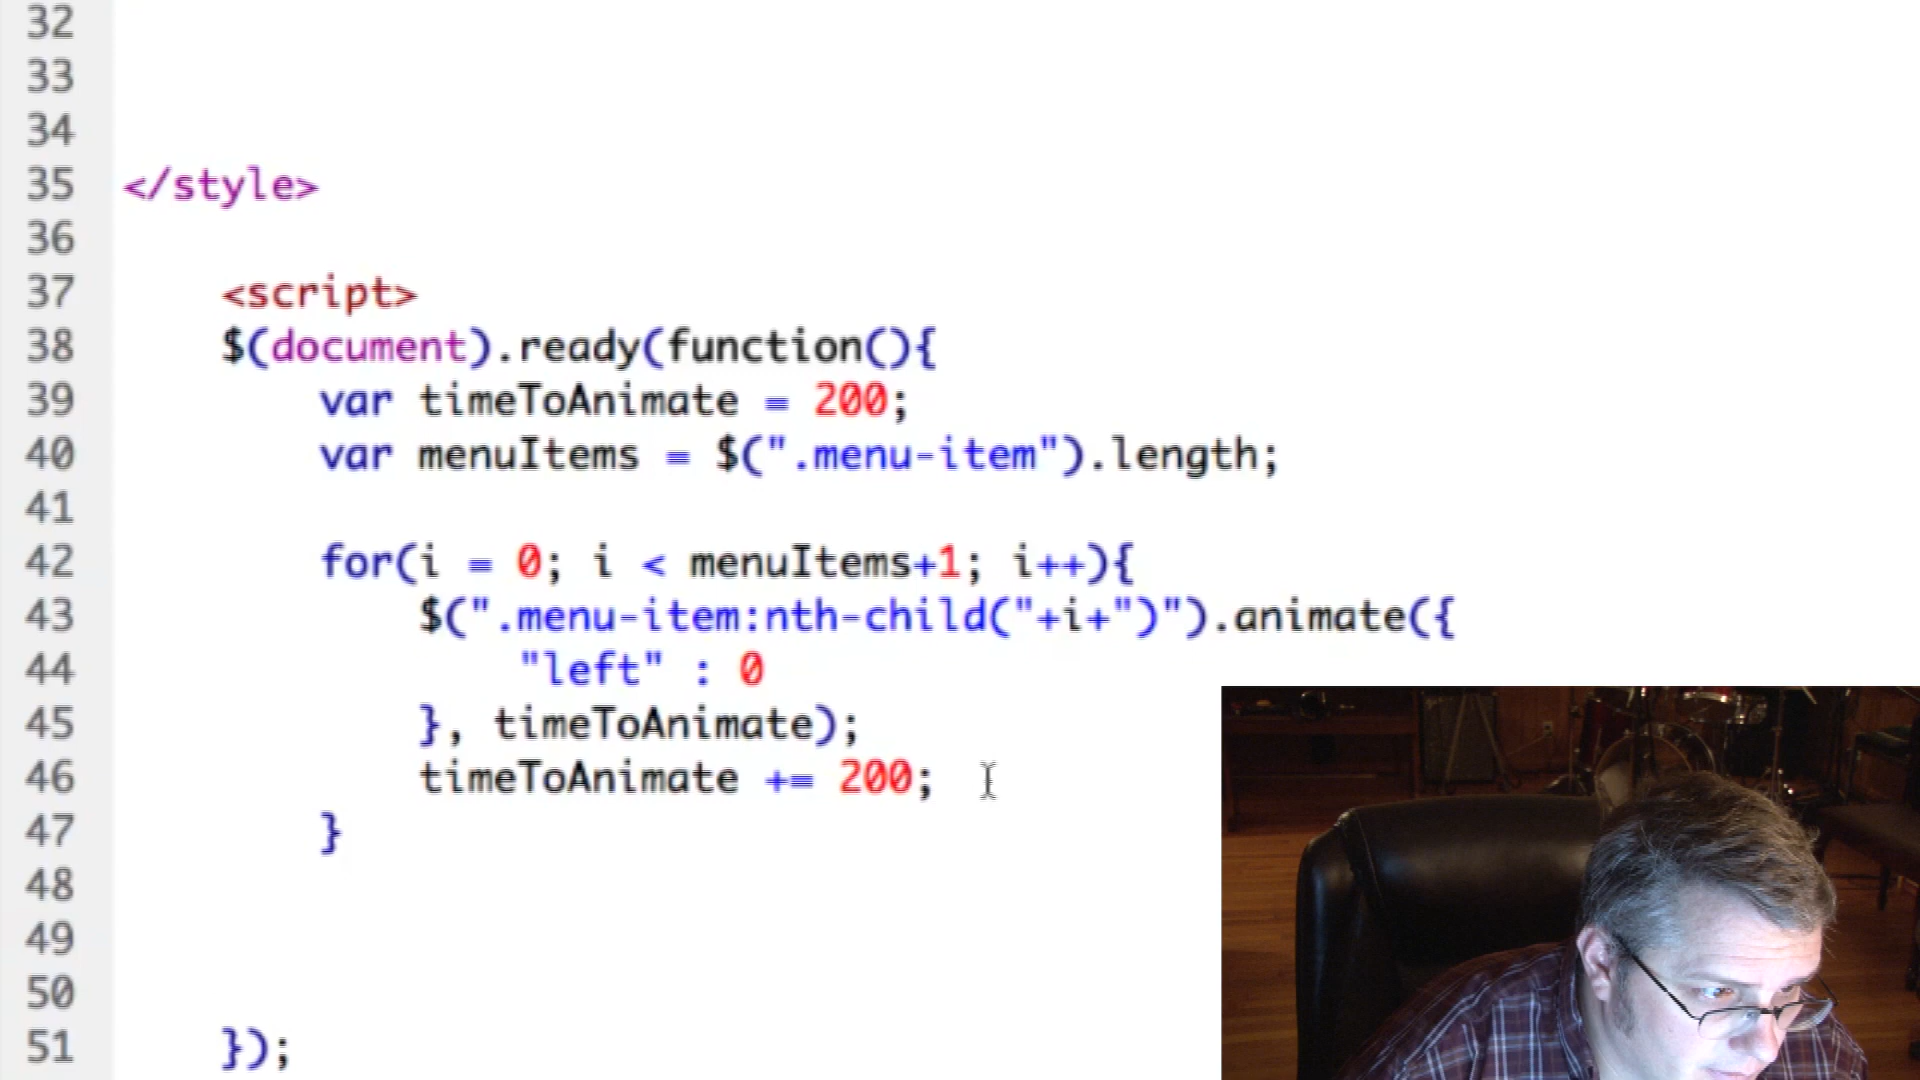 32
33
34
35 </style>
36
37 <script>
38 $(document).ready(function(){
39 var timeToAnimate = 200;
40 var menuItems = $(".menu-item").length;
41
42 for(i = 0; i < menuItems+1; i++){
43 $(".menu-item:nth-child("+i+")").animate({
44 "left" : 0
45 }, timeToAnimate);
46 timeToAnimate += 200;
47 }
48
49
50
51 });